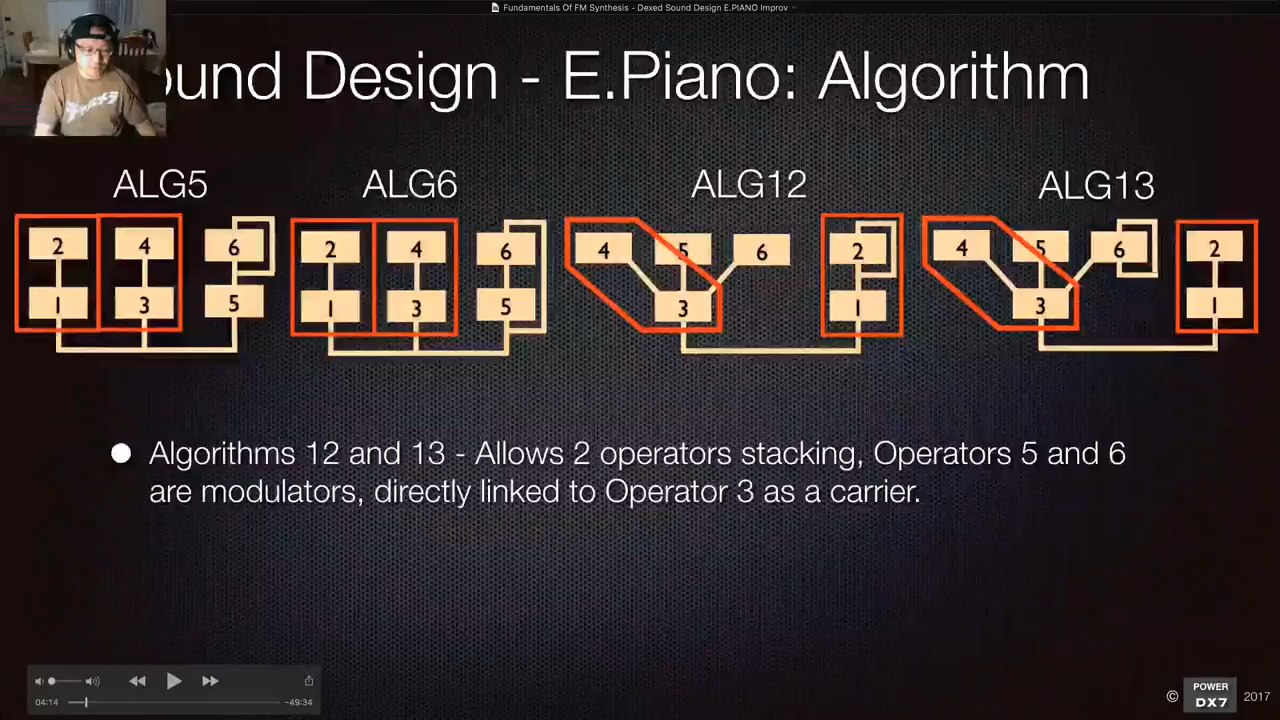 Fundamentals Of FM Synthesis - Dexed Sound Design E.PIANO Improv
ound Design - E.Piano: Algorithm
ALG5 ALG6 ALG12 ALG13
2 4 6 2 4 6 4 5 6 2 4 5 6 2
1 3 5 1 3 5 3 1 3 1
Algorithms 12 and 13 - Allows 2 operators stacking, Operators 5 and 6
are modulators, directly linked to Operator 3 as a carrier.
04:14 -49:34
© POWER DX7 2017